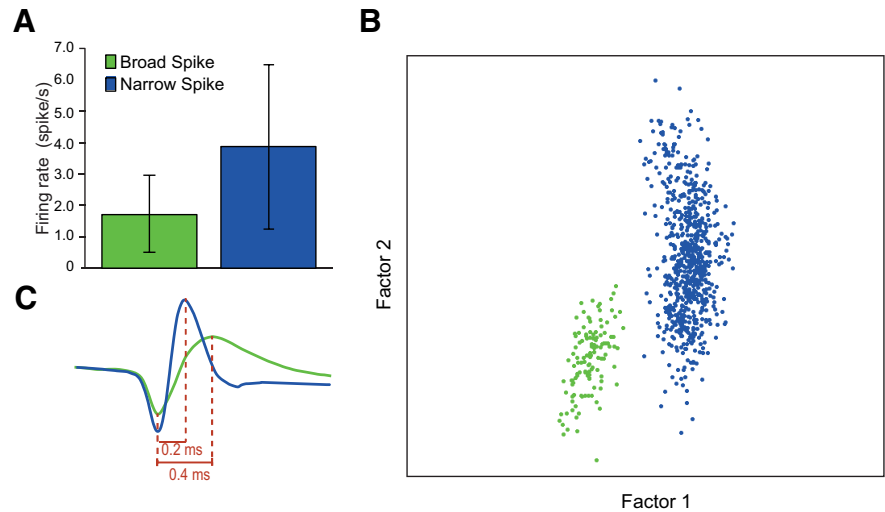 A
7.0
6.0
5.0
4.0
3.0
2.0
1.0
0
Firing rate (spike/s)
Broad Spike
Narrow Spike
B
Factor 2
Factor 1
C
0.2 ms
0.4 ms